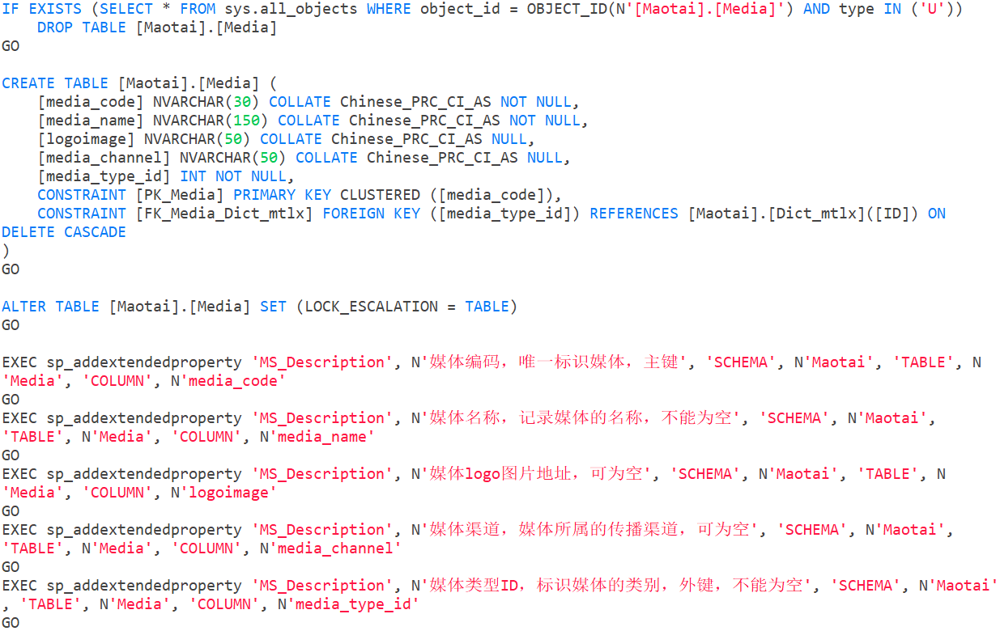 IF EXISTS (SELECT * FROM sys.all_objects WHERE object_id = OBJECT_ID(N'[Maotai].[Media]') AND type IN ('U'))
    DROP TABLE [Maotai].[Media]
GO

CREATE TABLE [Maotai].[Media] (
    [media_code] NVARCHAR(30) COLLATE Chinese_PRC_CI_AS NOT NULL,
    [media_name] NVARCHAR(150) COLLATE Chinese_PRC_CI_AS NOT NULL,
    [logoimage] NVARCHAR(50) COLLATE Chinese_PRC_CI_AS NULL,
    [media_channel] NVARCHAR(50) COLLATE Chinese_PRC_CI_AS NULL,
    [media_type_id] INT NOT NULL,
    CONSTRAINT [PK_Media] PRIMARY KEY CLUSTERED ([media_code]),
    CONSTRAINT [FK_Media_Dict_mtlx] FOREIGN KEY ([media_type_id]) REFERENCES [Maotai].[Dict_mtlx]([ID]) ON
DELETE CASCADE
)
GO

ALTER TABLE [Maotai].[Media] SET (LOCK_ESCALATION = TABLE)
GO

EXEC sp_addextendedproperty 'MS_Description', N'媒体编码，唯一标识媒体，主键', 'SCHEMA', N'Maotai', 'TABLE', N
'Media', 'COLUMN', N'media_code'
GO
EXEC sp_addextendedproperty 'MS_Description', N'媒体名称，记录媒体的名称，不能为空', 'SCHEMA', N'Maotai',
'TABLE', N'Media', 'COLUMN', N'media_name'
GO
EXEC sp_addextendedproperty 'MS_Description', N'媒体logo图片地址，可为空', 'SCHEMA', N'Maotai', 'TABLE', N
'Media', 'COLUMN', N'logoimage'
GO
EXEC sp_addextendedproperty 'MS_Description', N'媒体渠道，媒体所属的传播渠道，可为空', 'SCHEMA', N'Maotai',
'TABLE', N'Media', 'COLUMN', N'media_channel'
GO
EXEC sp_addextendedproperty 'MS_Description', N'媒体类型ID，标识媒体的类别，外键，不能为空', 'SCHEMA', N'Maotai'
, 'TABLE', N'Media', 'COLUMN', N'media_type_id'
GO